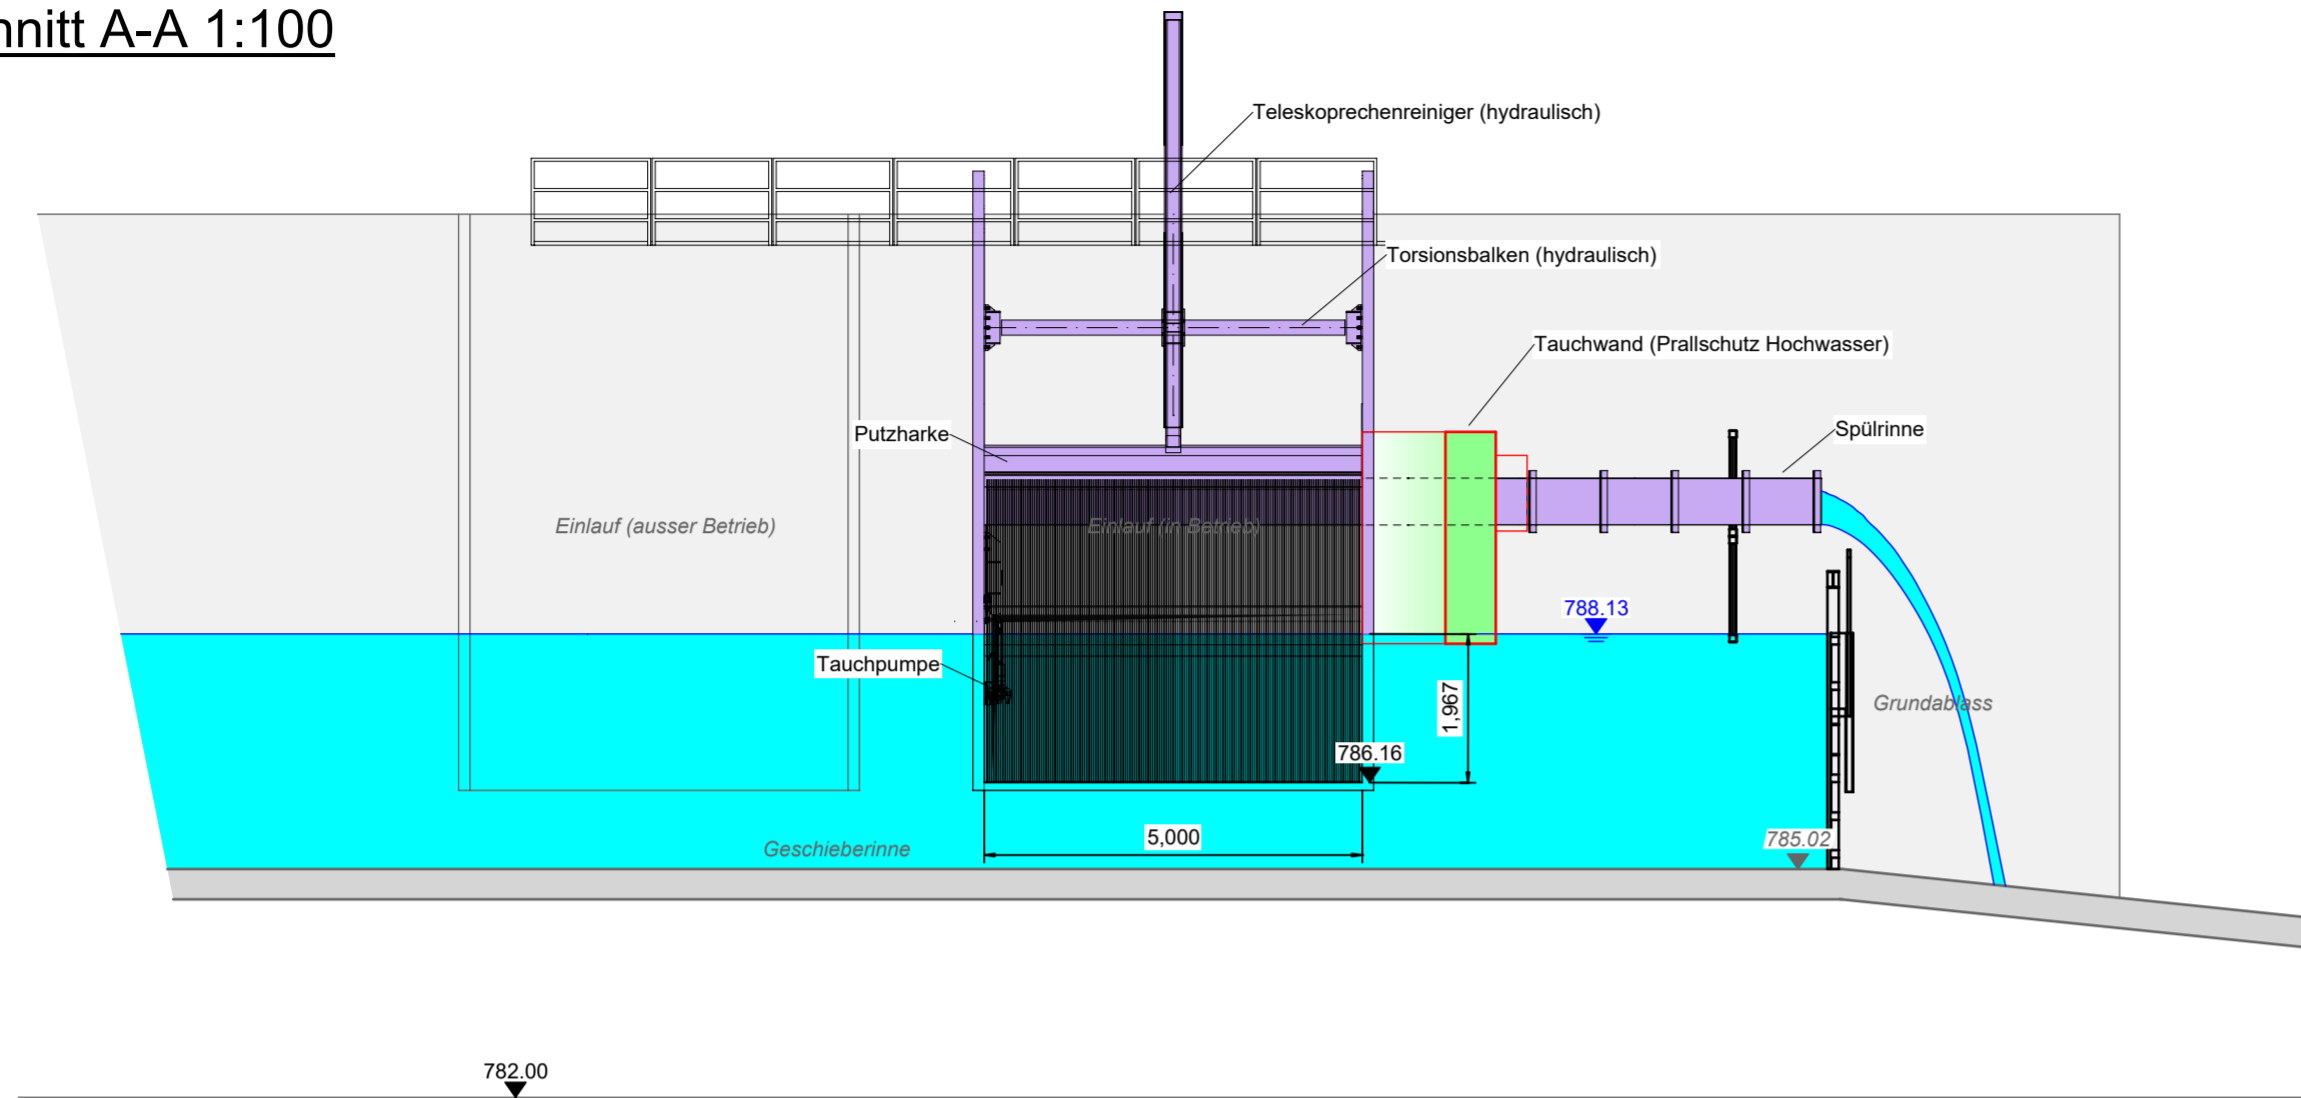 hnitt A-A 1:100
Teleskoprechenreiniger (hydraulisch)
Torsionsbalken (hydraulisch)
Tauchwand (Prallschutz Hochwasser)
Putzharke
Spülrinne
Einlauf (ausser Betrieb)
Einlauf (in Betrieb)
788.13
Tauchpumpe
1,967
Grundablass
786.16
5,000
785.02
Geschieberinne
782.00